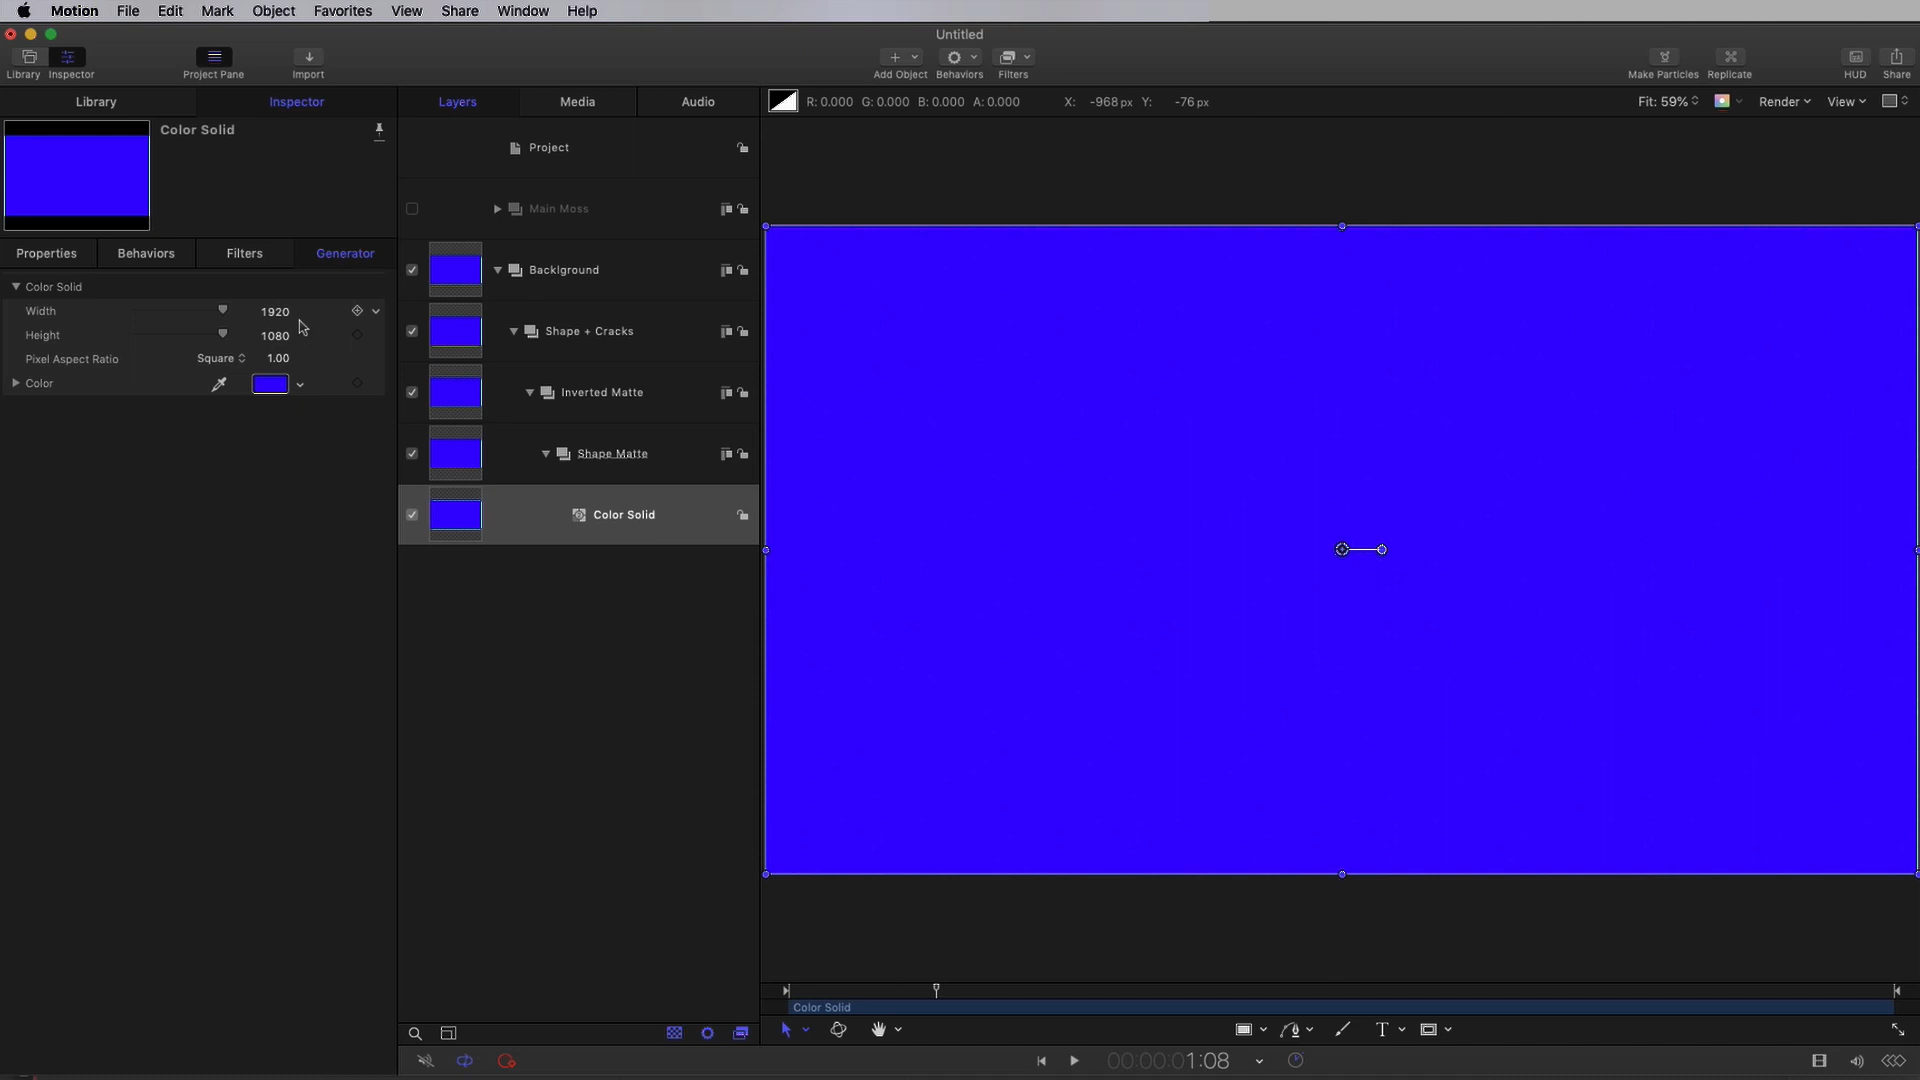 Motion File Edit Mark Object Favorites View Share Window Help
Untitled
Library Inspector Project Pane Import Add Object Behaviors Filters Make Particles Replicate HUD Share
Library Inspector Layers Media Audio R: 0.000 G: 0.000 B: 0.000 A: 0.000 X: -968 px Y: -76 px Fit: 59% Render View
Color Solid
Project
Main Moss
Properties Behaviors Filters Generator
Backlground
Color Solid
Width 1920
Height 1080
Shape + Cracks
Pixel Aspect Ratio Square 1.00
Color
Inverted Matte
Shape Matte
Color Solid
Color Solid
T
00:00:01:08